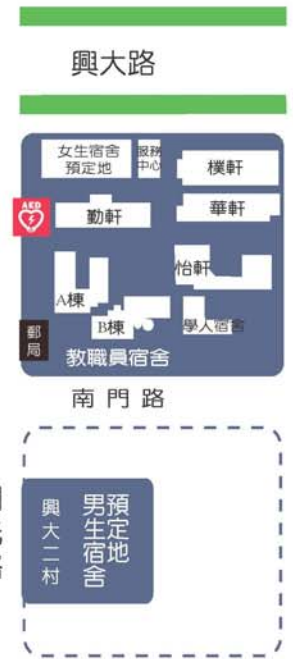 興大路
女生宿舍
預定地
服務
中心
樸軒
AED
勤軒
華軒
怡軒
A棟
B棟
學人宿舍
郵局
教職員宿舍
南門路
興大二村
預定地
男生宿舍